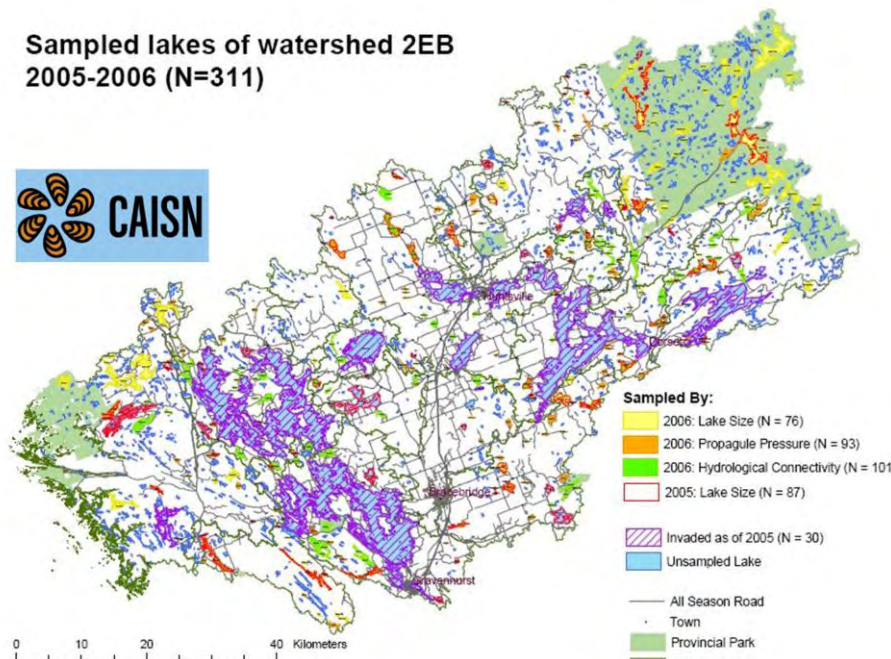 Sampled lakes of watershed 2EB
2005-2006 (N=311)
CAISN
Huntsville
Dorset
Bracebridge
Gravenhurst
Sampled By:
2006: Lake Size (N = 76)
2006: Propagule Pressure (N = 93)
2006: Hydrological Connectivity (N = 101
2005: Lake Size (N = 87)
Invaded as of 2005 (N = 30)
Unsampled Lake
All Season Road
Town
Provincial Park
0 10 20 40 Kilometers